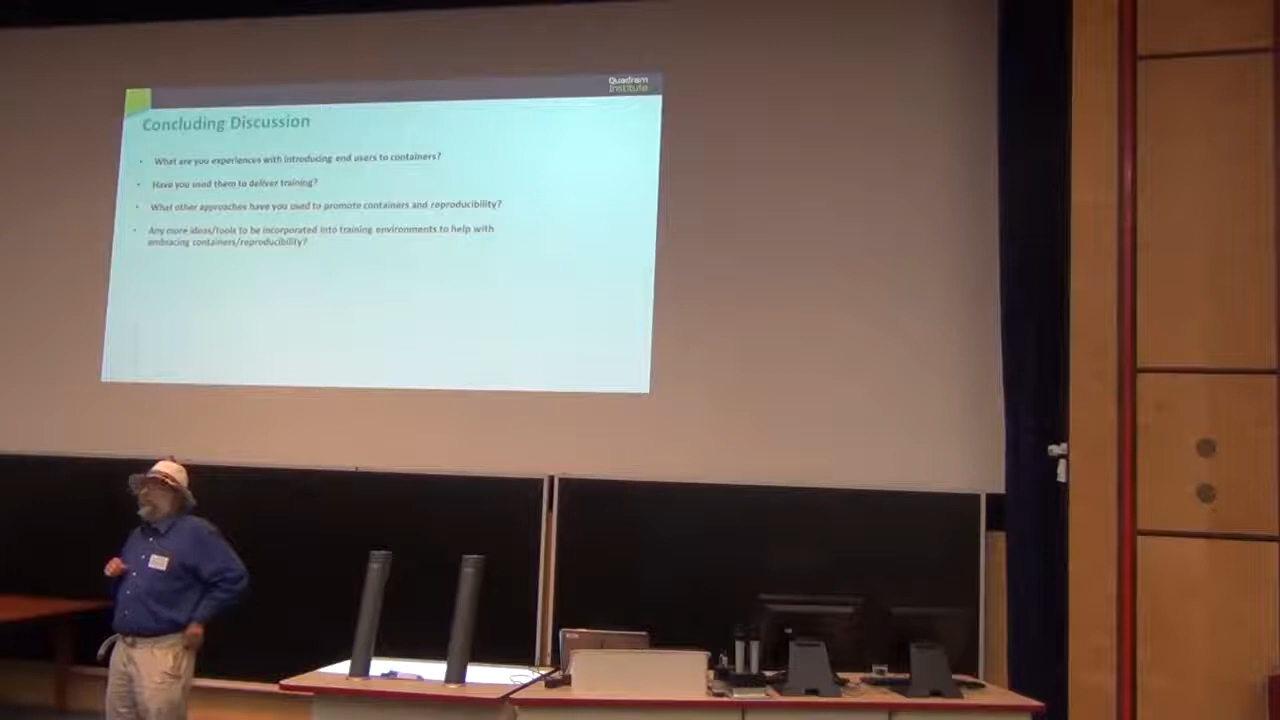 Quadram
Institute
Concluding Discussion
• What are you experiences with introducing end users to containers?
• Have you used them to deliver training?
• What other approaches have you used to promote containers and reproducibility?
• Any more ideas/tools to be incorporated into training environments to help with
embracing containers/reproducibility?